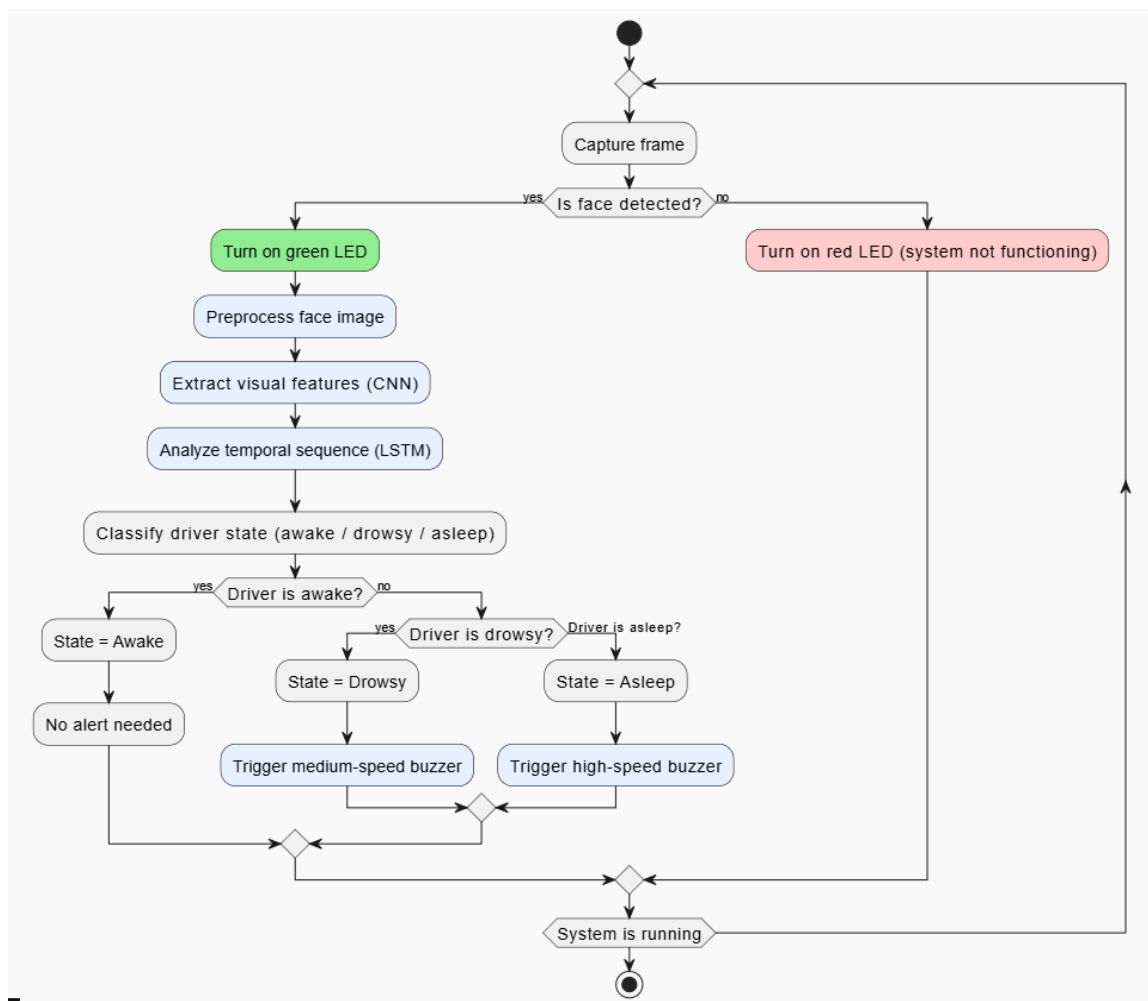 Capture frame
yes
Is face detected?
no
Turn on green LED
Turn on red LED (system not functioning)
Preprocess face image
Extract visual features (CNN)
Analyze temporal sequence (LSTM)
Classify driver state (awake / drowsy / asleep)
yes
Driver is awake?
no
State = Awake
yes
Driver is drowsy?
Driver is asleep?
State = Drowsy
State = Asleep
No alert needed
Trigger medium-speed buzzer
Trigger high-speed buzzer
System is running